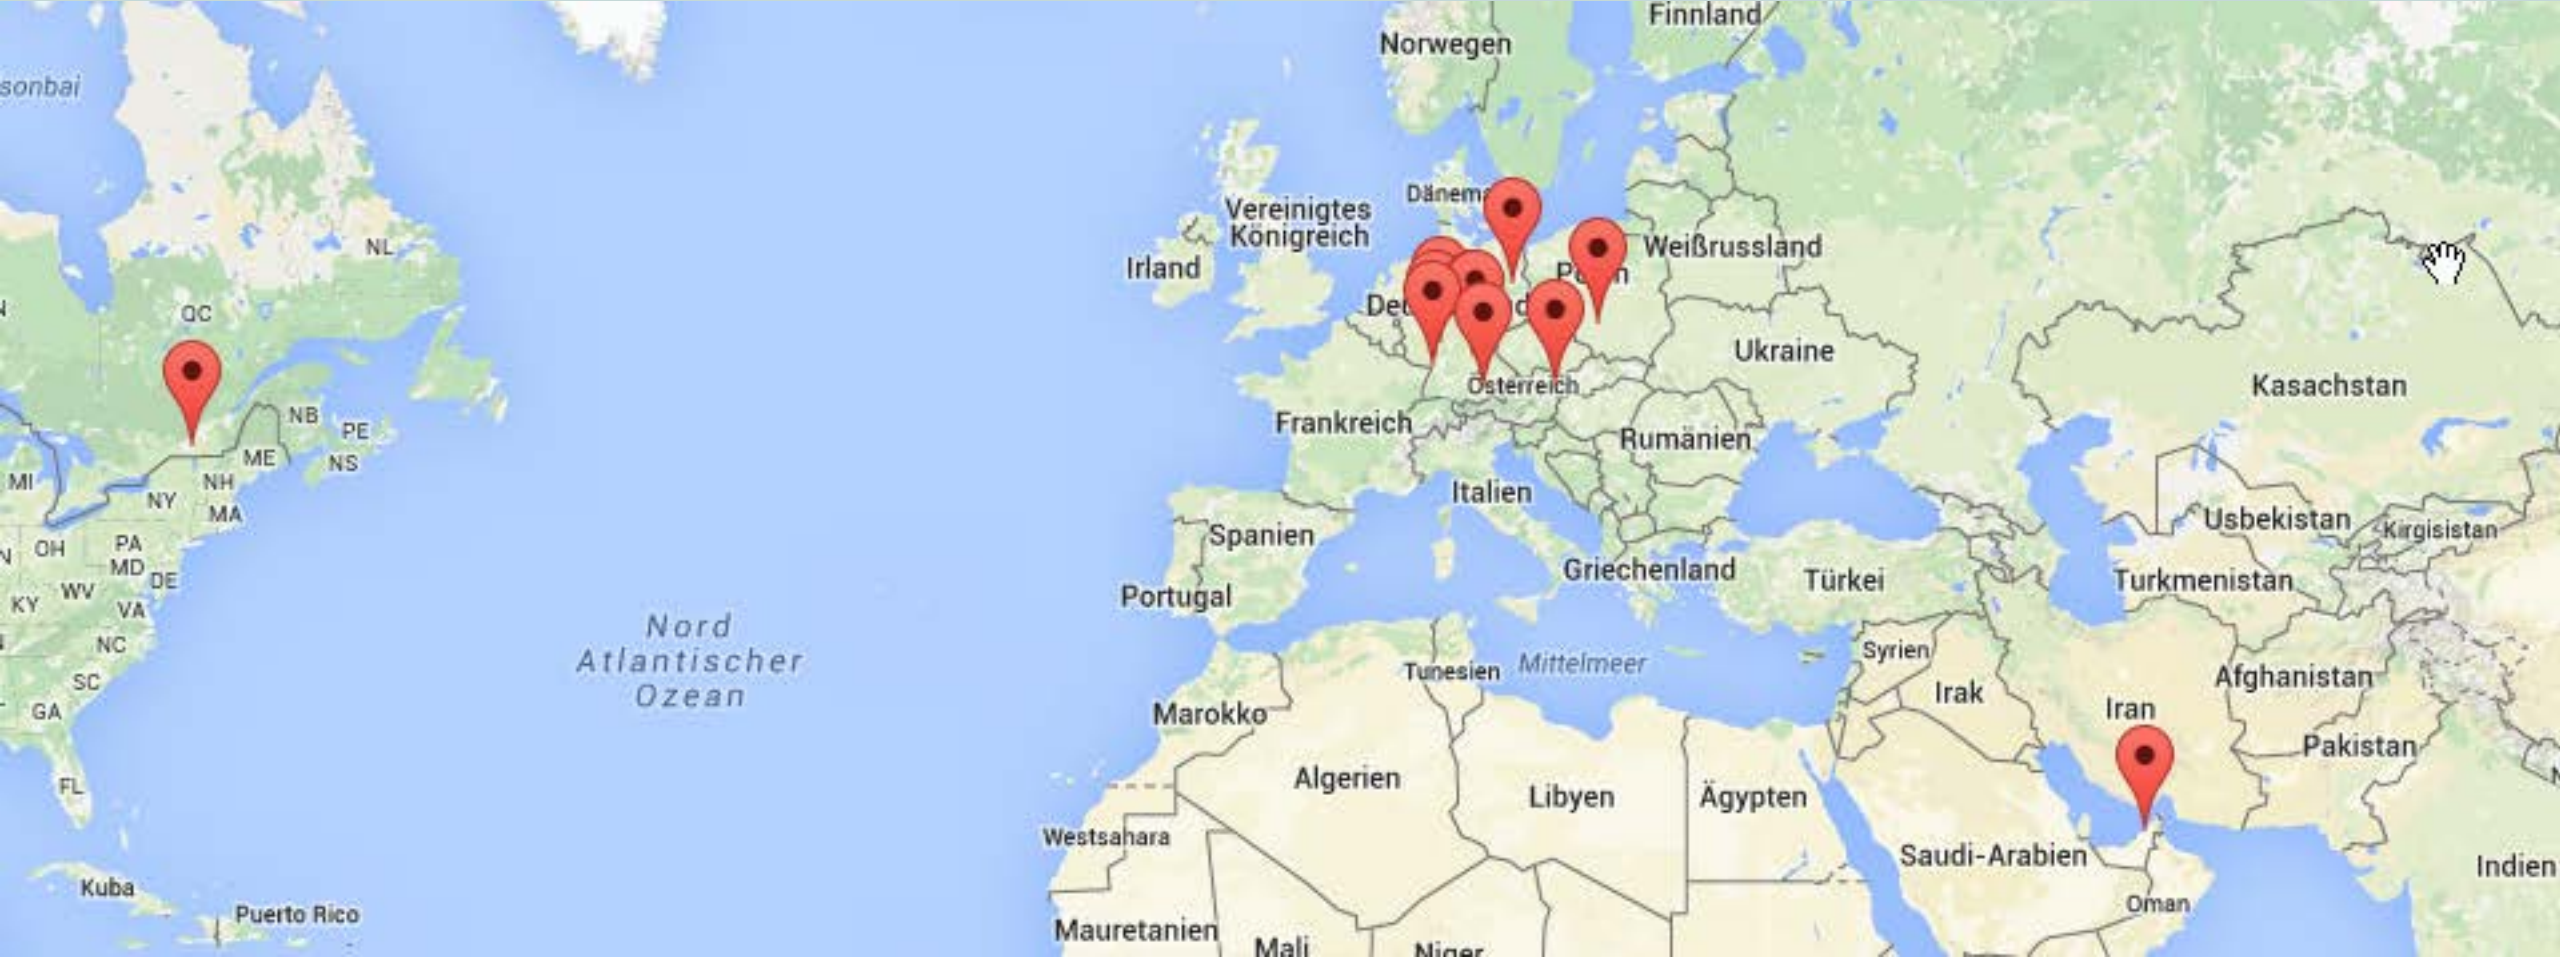 Finnland
Norwegen
sonbai
Dänema
NL
Vereinigtes
Königreich
Weißrussland
Irland
QC
Ukraine
Österreich
Kasachstan
NB
PE
Frankreich
ME
NS
Rumänien
MI
NH
NY
MA
Italien
Usbekistan
Kirgisistan
Spanien
OH
PA
MD
DE
Griechenland
Türkei
Turkmenistan
WV
KY
VA
Portugal
Nord
Atlantischer
Ozean
NC
Syrien
Mittelmeer
Tunesien
Afghanistan
SC
Irak
GA
Marokko
Iran
Pakistan
FL
Algerien
Libyen
Ägypten
Westsahara
Saudi-Arabien
Indien
Kuba
Oman
Puerto Rico
Mauretanien
Mali
Niger